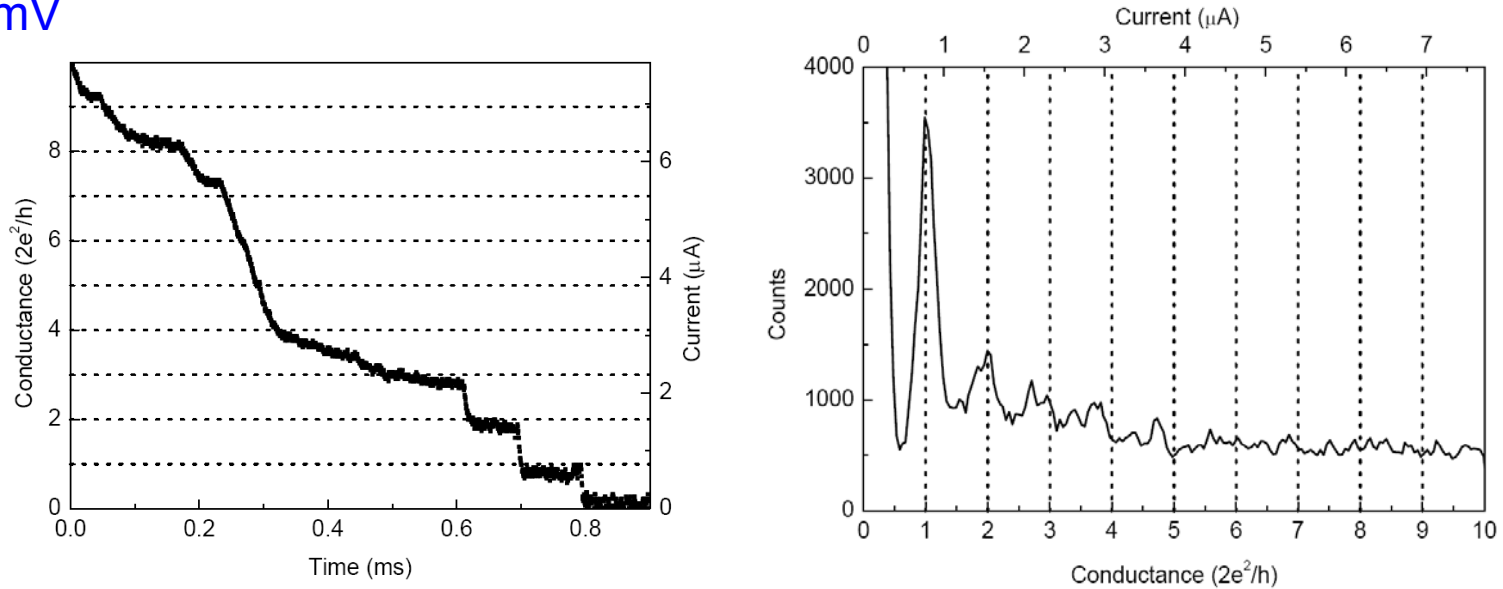 mV
Conductance (2e²/h)
8
6
4
2
0
6
4
2
0
Current (μA)
0.0 0.2 0.4 0.6 0.8
Time (ms)
Current (μA)
0 1 2 3 4 5 6 7
Counts
4000
3000
2000
1000
0
0 1 2 3 4 5 6 7 8 9 10
Conductance (2e²/h)